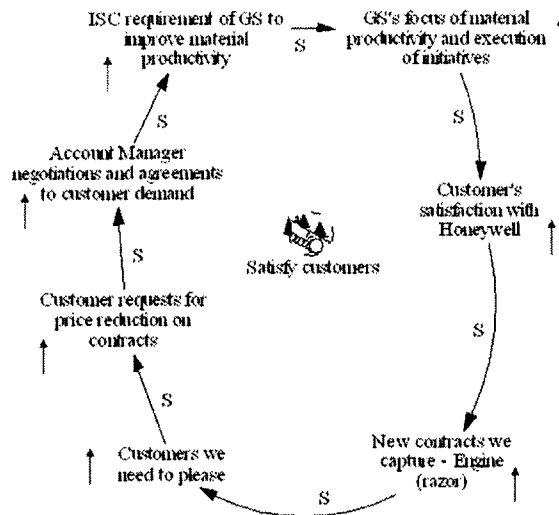 ISC requirement of GS to
improve material
productivity
S
GS's focus of material
productivity and execution
of initiatives
S
Customer's
satisfaction with
Honeywell
S
New contracts we
capture - Engine
(razor)
S
Customers we
need to please
S
Customer requests for
price reduction on
contracts
S
Account Manager
negotiations and agreements
to customer demand
S
Satisfy customers